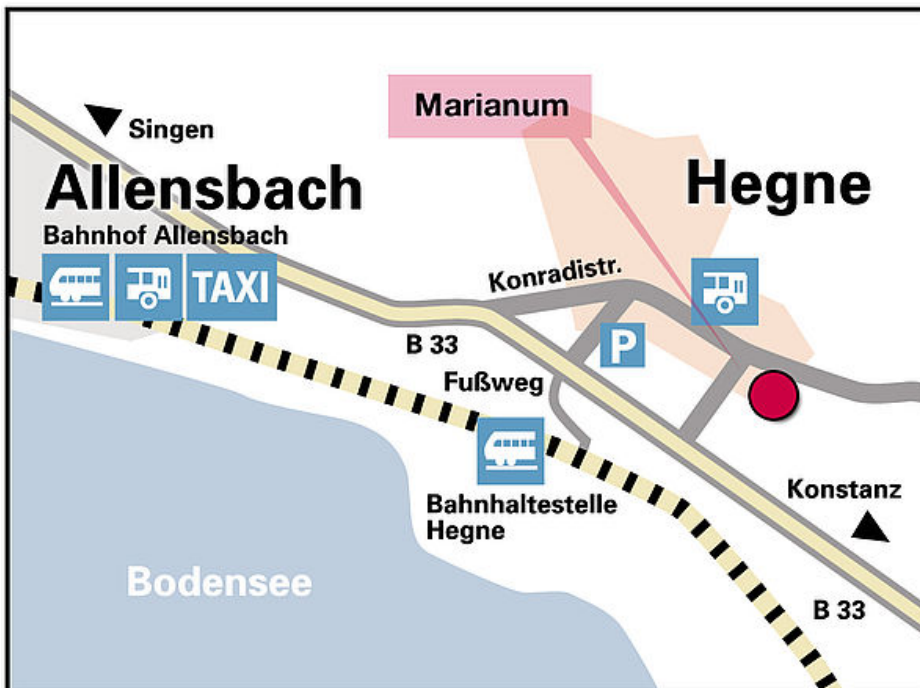 Marianum
Singen
Allensbach
Hegne
Bahnhof Allensbach
TAXI
Konradistr.
B 33
P
Fußweg
Bahnhaltestelle
Hegne
Konstanz
Bodensee
B 33